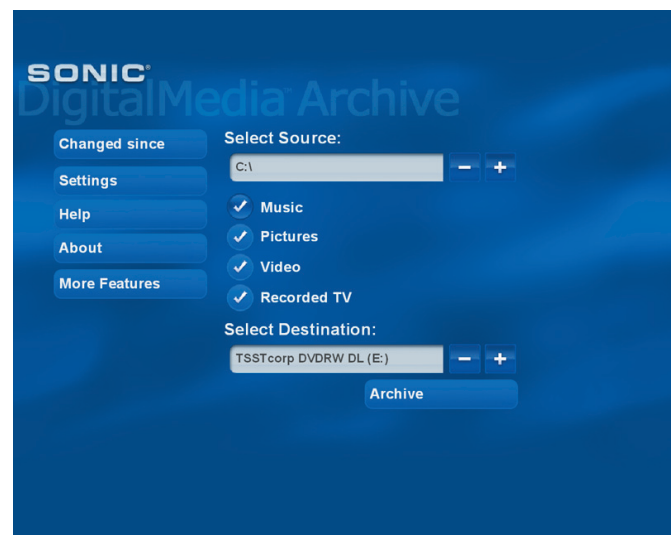 SONIC®
DigitalMedia™ Archive
Changed since
Settings
Help
About
More Features
Select Source:
C:\
− +
Music
Pictures
Video
Recorded TV
Select Destination:
TSSTcorp DVDRW DL (E:)
− +
Archive